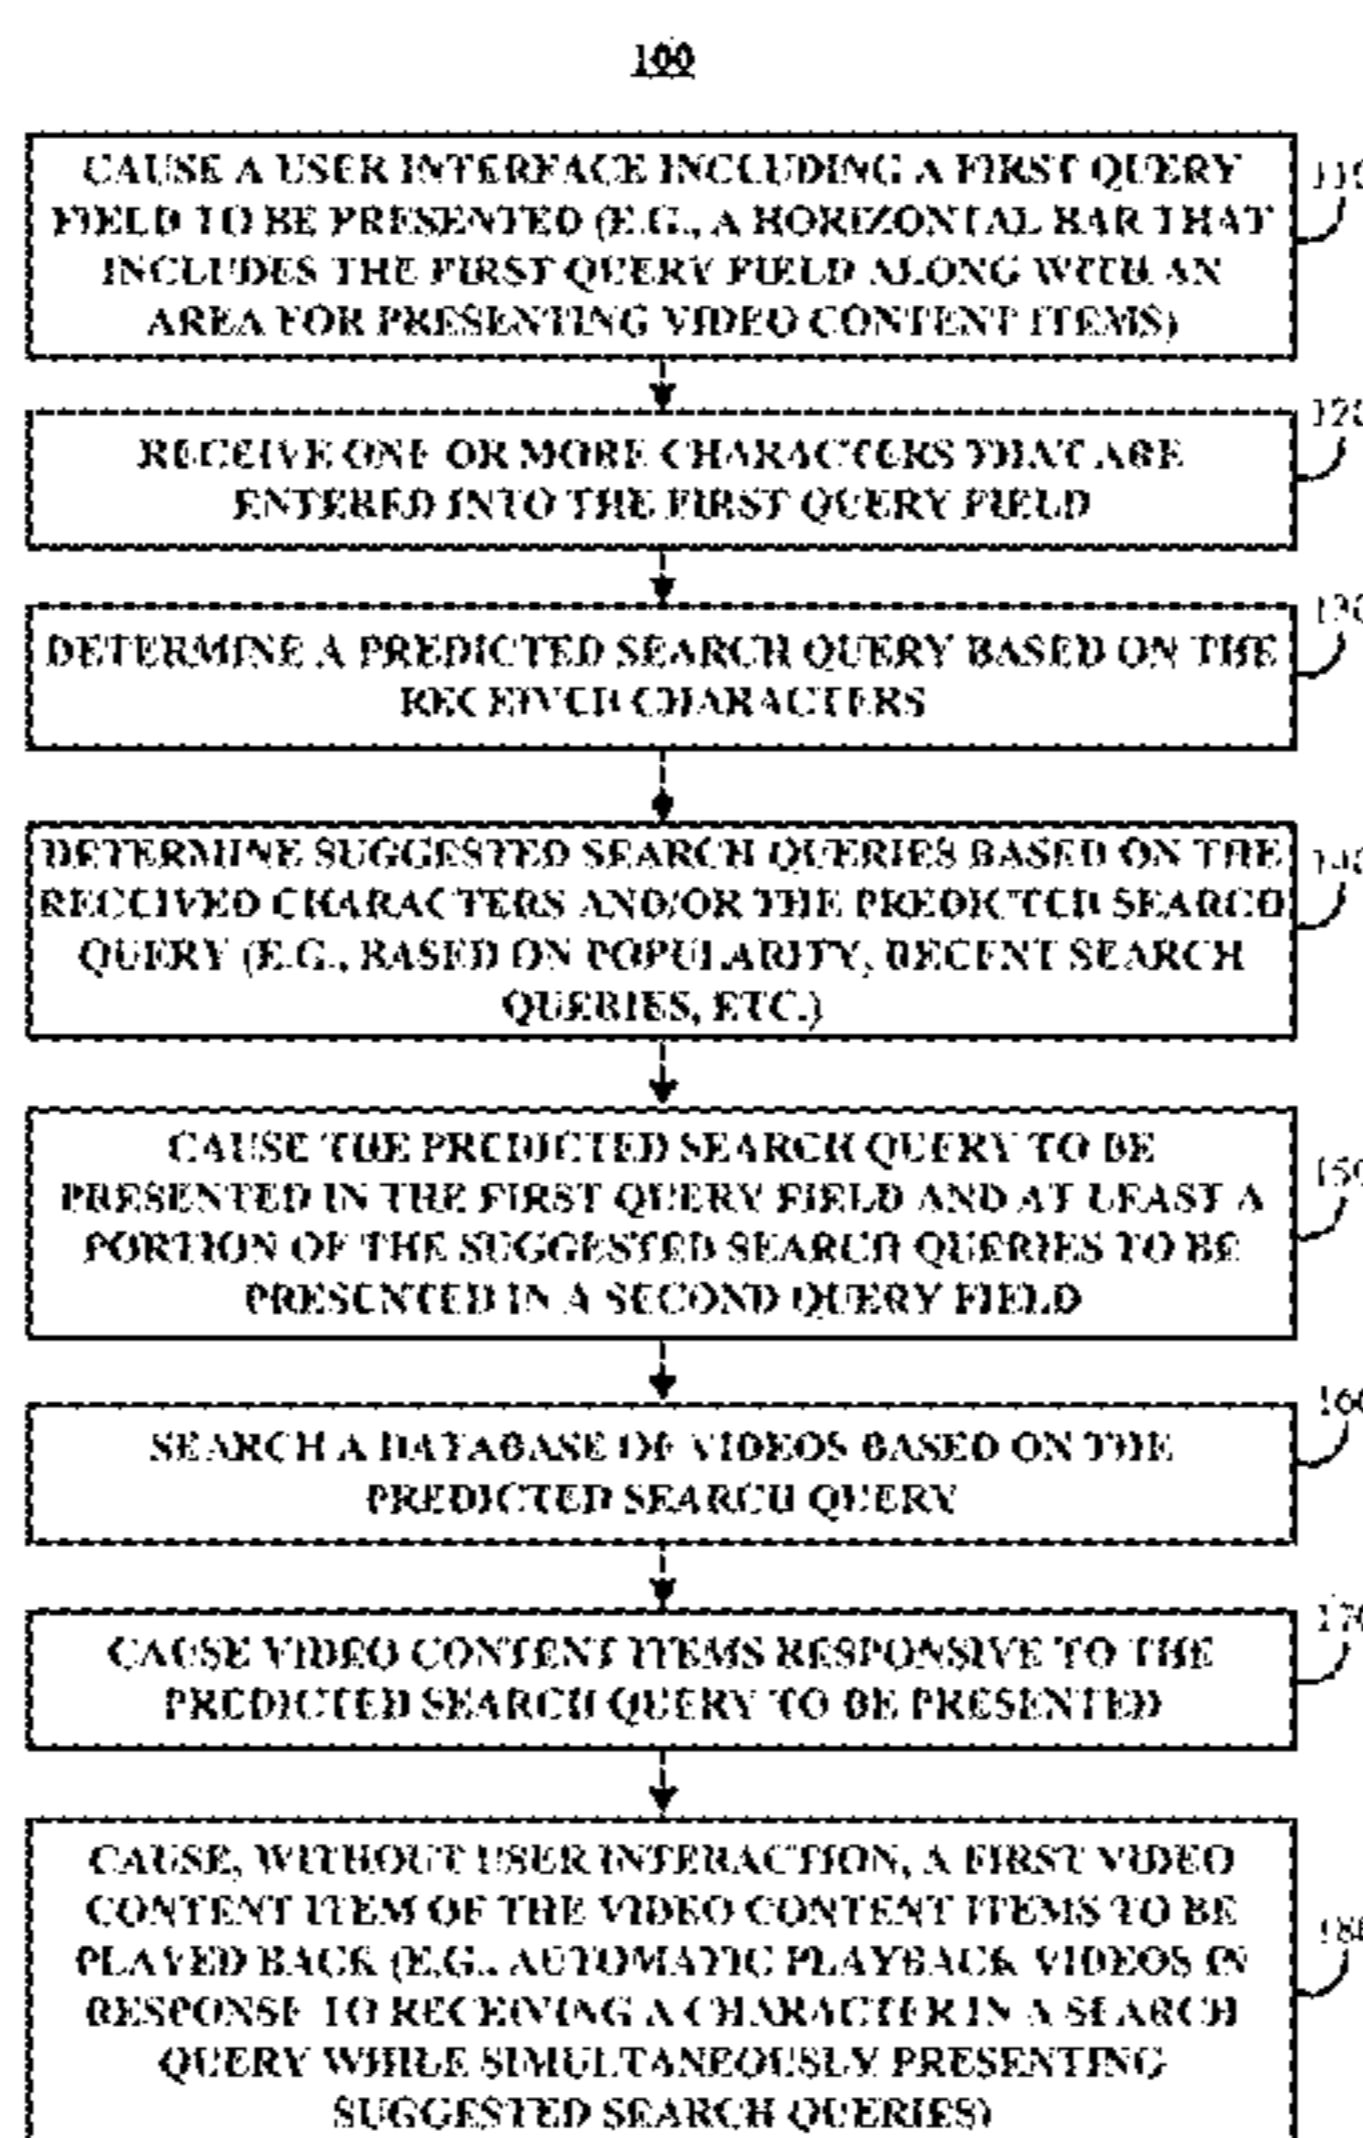 100
CAUSE A USER INTERFACE INCLUDING A FIRST QUERY
FIELD TO BE PRESENTED (E.G., A HORIZONTAL BAR THAT
INCLUDES THE FIRST QUERY FIELD ALONG WITH AN
AREA FOR PRESENTING VIDEO CONTENT ITEMS)
110
RECEIVE ONE OR MORE CHARACTERS THAT ARE
ENTERED INTO THE FIRST QUERY FIELD
120
DETERMINE A PREDICTED SEARCH QUERY BASED ON THE
RECEIVED CHARACTERS
130
DETERMINE SUGGESTED SEARCH QUERIES BASED ON THE
RECEIVED CHARACTERS AND/OR THE PREDICTED SEARCH
QUERY (E.G., BASED ON POPULARITY, RECENT SEARCH
QUERIES, ETC.)
140
CAUSE THE PREDICTED SEARCH QUERY TO BE
PRESENTED IN THE FIRST QUERY FIELD AND AT LEAST A
PORTION OF THE SUGGESTED SEARCH QUERIES TO BE
PRESENTED IN A SECOND QUERY FIELD
150
SEARCH A DATABASE OF VIDEOS BASED ON THE
PREDICTED SEARCH QUERY
160
CAUSE VIDEO CONTENT ITEMS RESPONSIVE TO THE
PREDICTED SEARCH QUERY TO BE PRESENTED
170
CAUSE, WITHOUT USER INTERACTION, A FIRST VIDEO
CONTENT ITEM OF THE VIDEO CONTENT ITEMS TO BE
PLAYED BACK (E.G., AUTOMATIC PLAYBACK VIDEOS IN
RESPONSE TO RECEIVING A CHARACTER IN A SEARCH
QUERY WHILE SIMULTANEOUSLY PRESENTING
SUGGESTED SEARCH QUERIES)
180